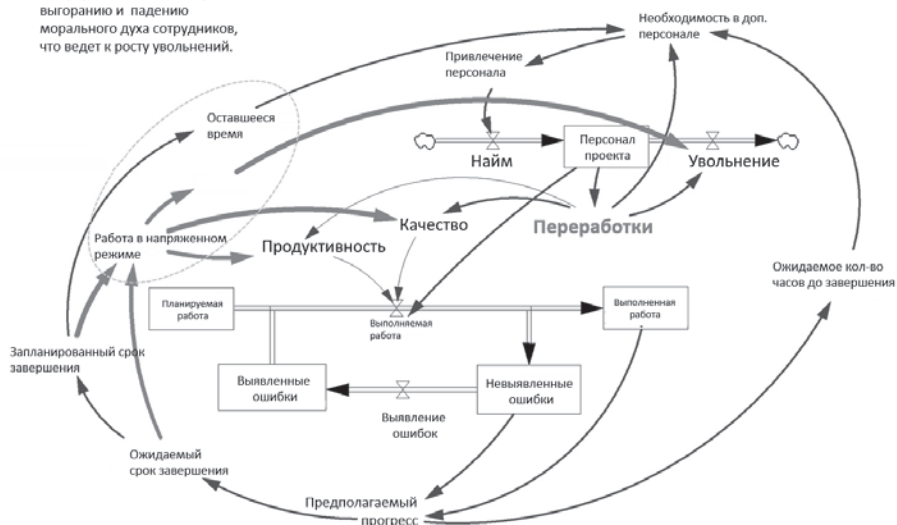 выгоранию и падению
морального духа сотрудников,
что ведет к росту увольнений.
Необходимость в доп.
персонале
Привлечение
персонала
Оставшееся
время
Найм
Персонал
проекта
Увольнение
Качество
Переработки
Работа в напряженном
режиме
Продуктивность
Ожидаемое кол-во
часов до завершения
Планируемая
работа
Выполняемая
работа
Выполненная
работа
Запланированный срок
завершения
Выявленные
ошибки
Невыявленные
ошибки
Выявление
ошибок
Ожидаемый
срок завершения
Предполагаемый
прогресс